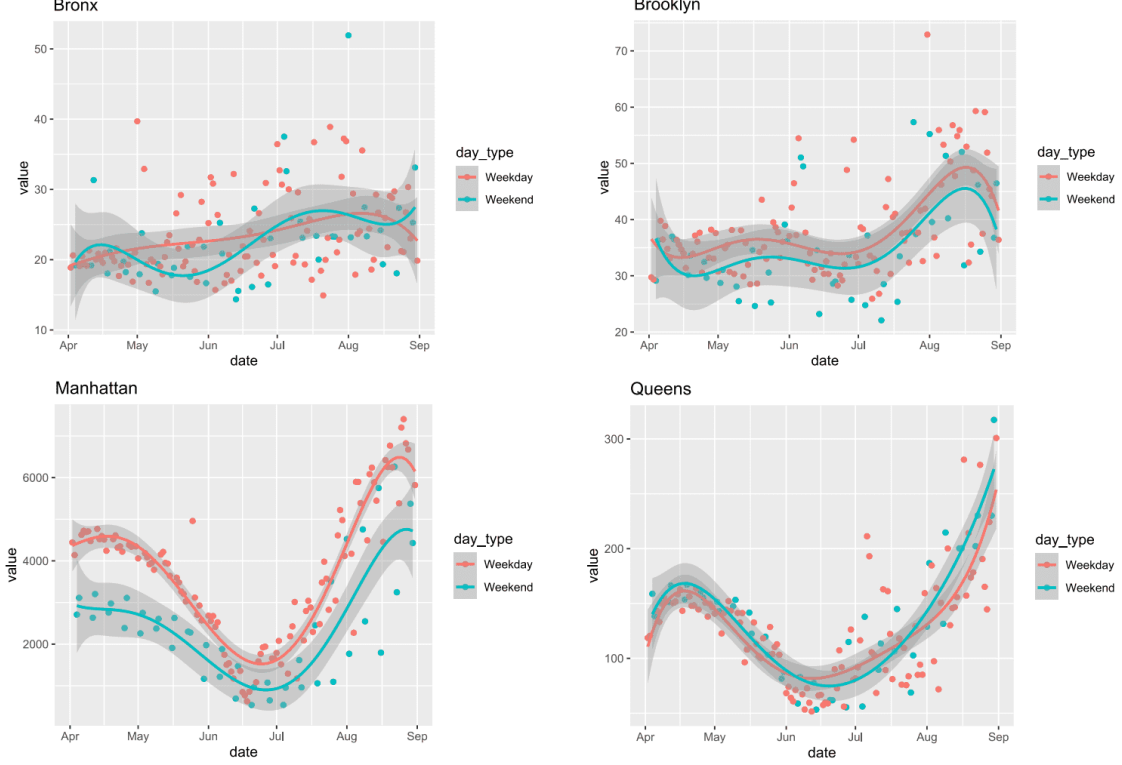 Bronx
50
40
30
20
10
value
Apr May Jun Jul Aug Sep
date
day_type
Weekday
Weekend
Brooklyn
70
60
50
40
30
20
value
Apr May Jun Jul Aug Sep
date
day_type
Weekday
Weekend
Manhattan
6000
4000
2000
value
Apr May Jun Jul Aug Sep
date
day_type
Weekday
Weekend
Queens
300
200
100
value
Apr May Jun Jul Aug Sep
date
day_type
Weekday
Weekend